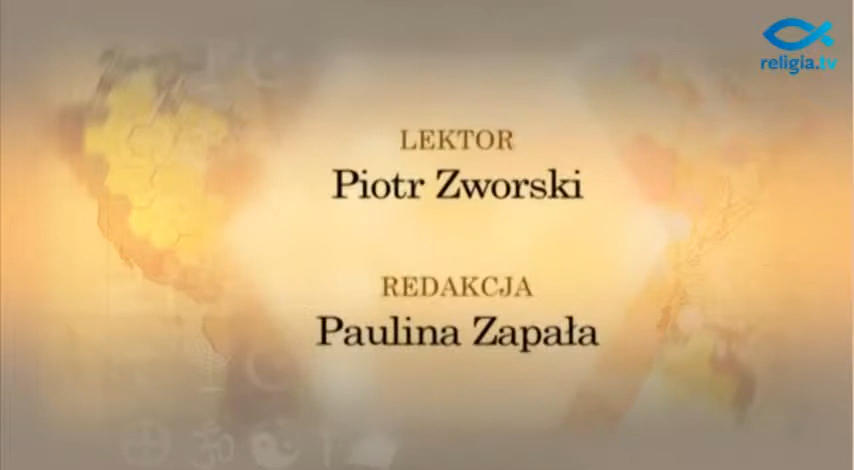 religia.tv
LEKTOR
Piotr Zworski
REDAKCJA
Paulina Zapała